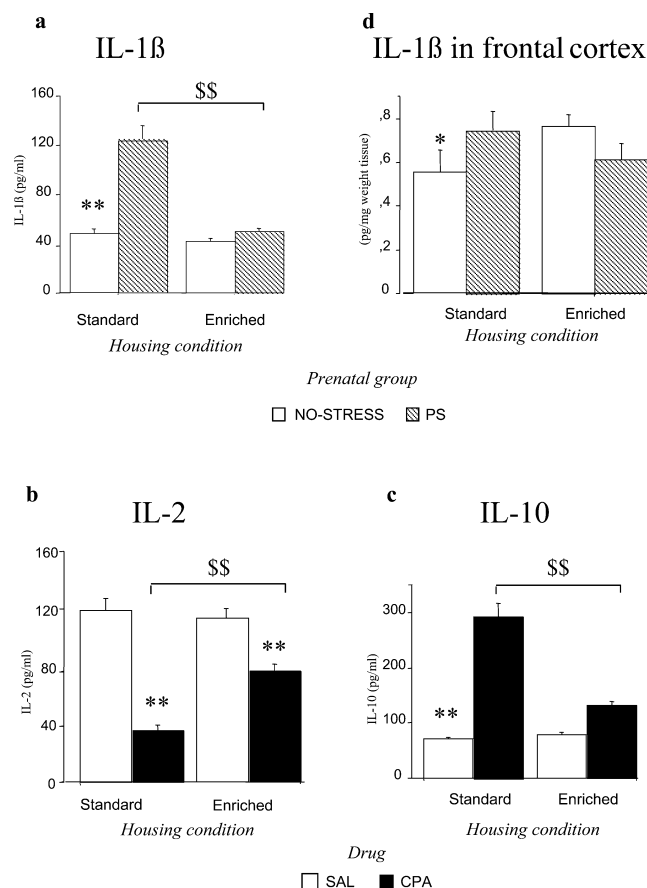 a
IL-1ß
$$
160
120
80
40
0
IL-1ß (pg/ml)
**
Standard
Enriched
Housing condition
d
IL-1ß in frontal cortex
,8
,6
,4
,2
0
(pg/mg weight tissue)
*
Standard
Enriched
Housing condition
Prenatal group
NO-STRESS
PS
b
IL-2
$$
160
120
80
40
0
IL-2 (pg/ml)
**
**
Standard
Enriched
Housing condition
c
IL-10
$$
300
200
100
0
IL-10 (pg/ml)
**
Standard
Enriched
Housing condition
Drug
SAL
CPA